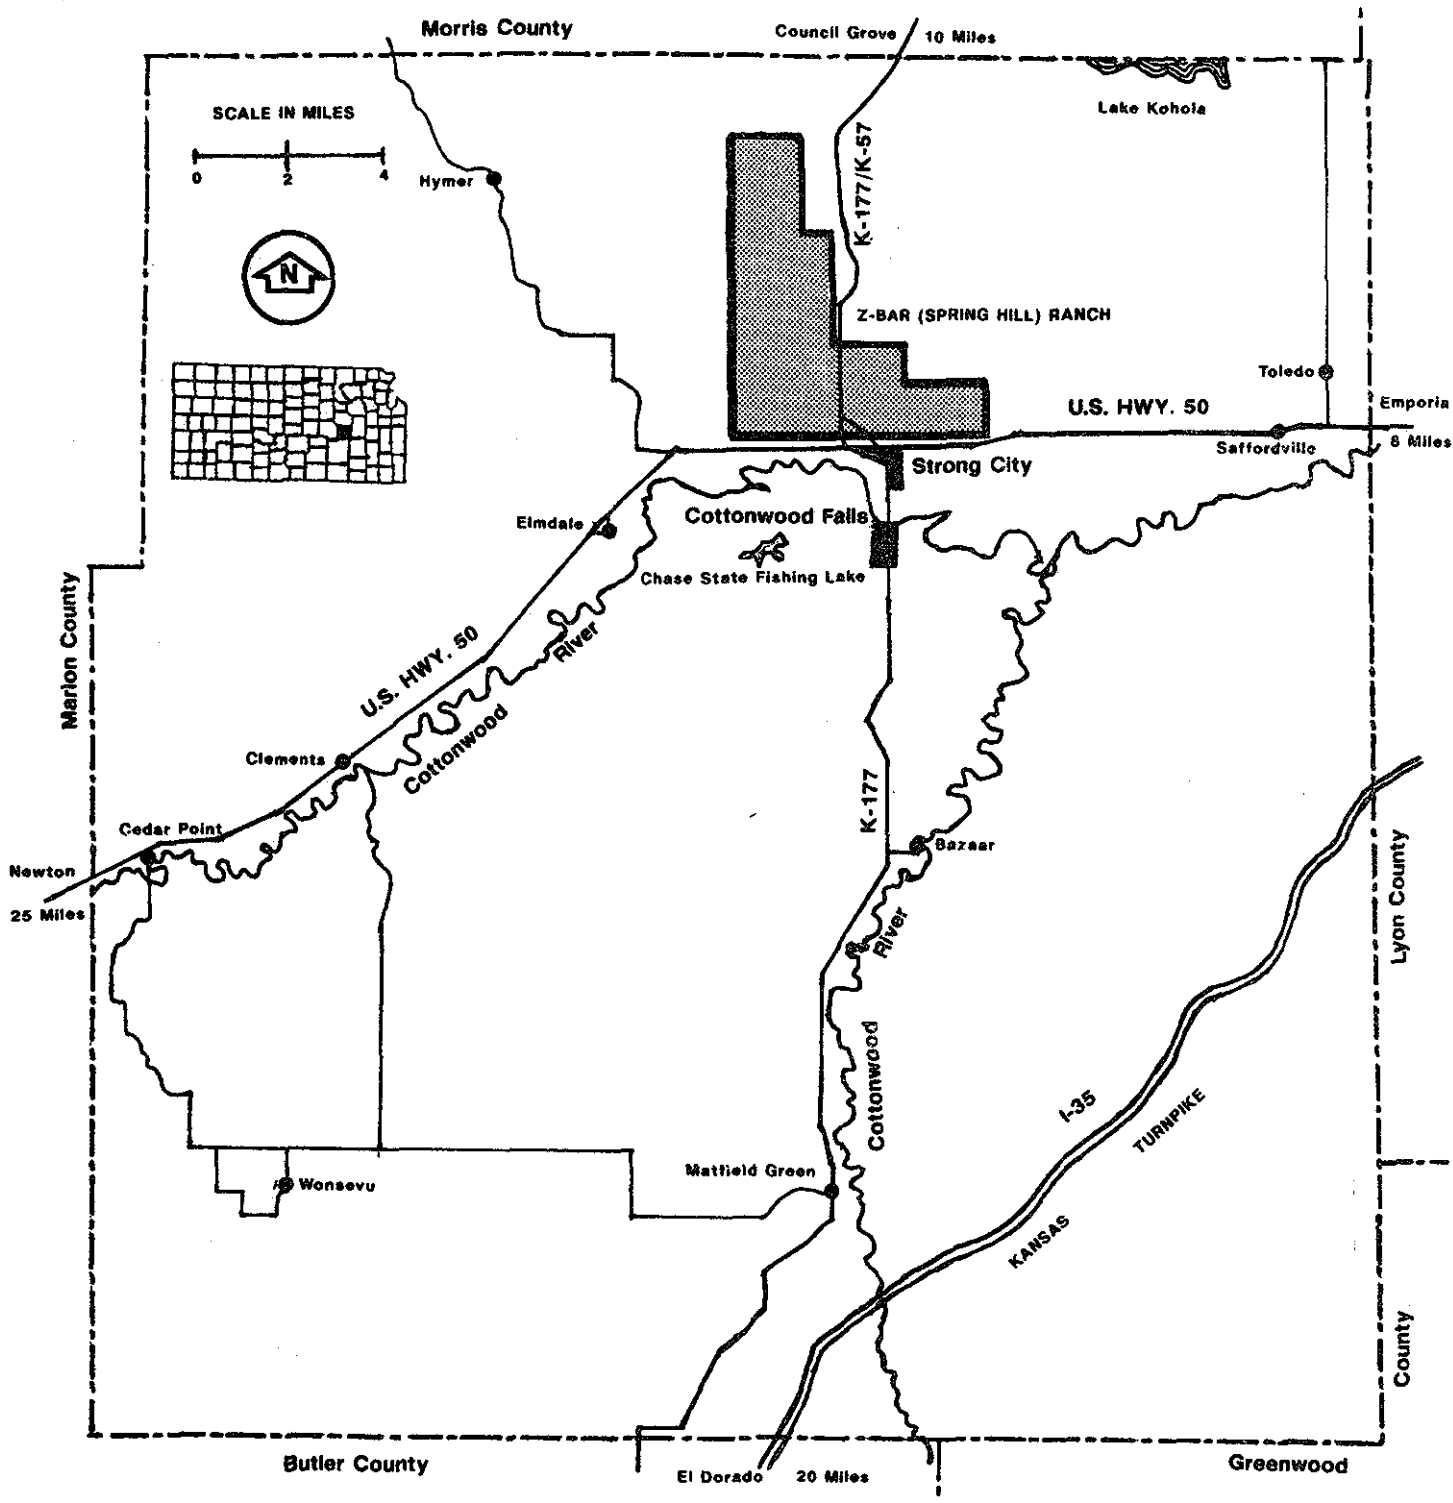 Morris County
Council Grove 10 Miles
SCALE IN MILES
0 2 4
Lake Kohola
K-177/K-57
Hymer
N
Z-BAR (SPRING HILL) RANCH
Toledo
U.S. HWY. 50
Emporia
8 Miles
Saffordville
Strong City
Elmdale
Cottonwood Falls
Chase State Fishing Lake
Marion County
U.S. HWY. 50
River
Cottonwood
Clements
K-177
Cedar Point
Bazaar
Newton
25 Miles
Lyon County
River
Cottonwood
I-35
TURNPIKE
KANSAS
Matfield Green
Wonsevu
County
Butler County
El Dorado 20 Miles
Greenwood